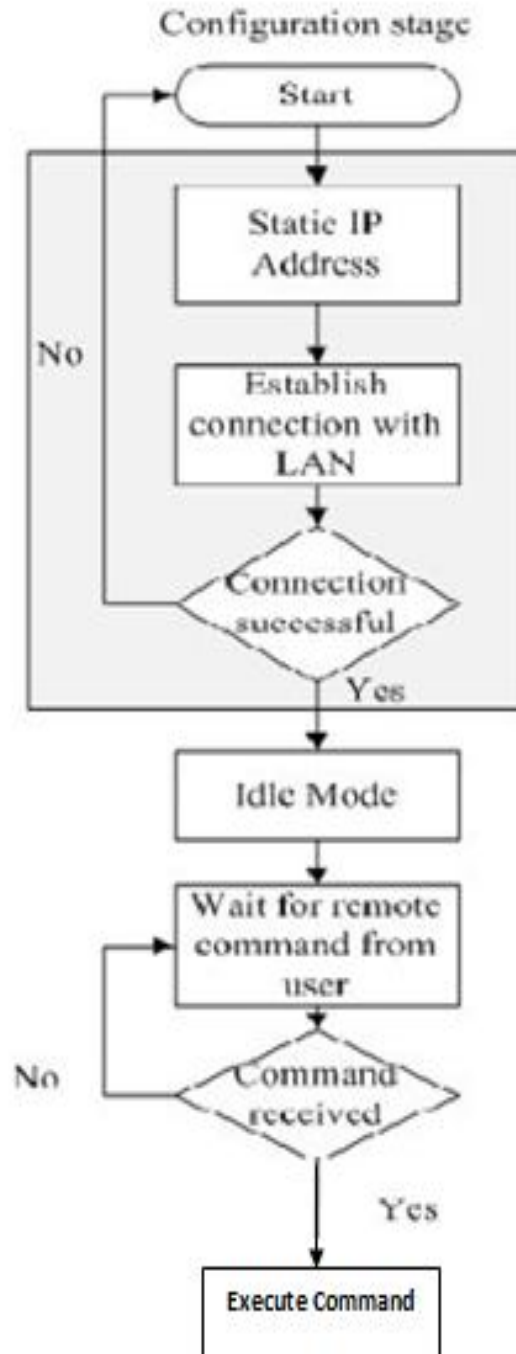 Configuration stage
Start
Static IP
Address
No
Establish
connection with
LAN
Connection
successful
Yes
Idle Mode
Wait for remote
command from
user
No
Command
received
Yes
Execute Command